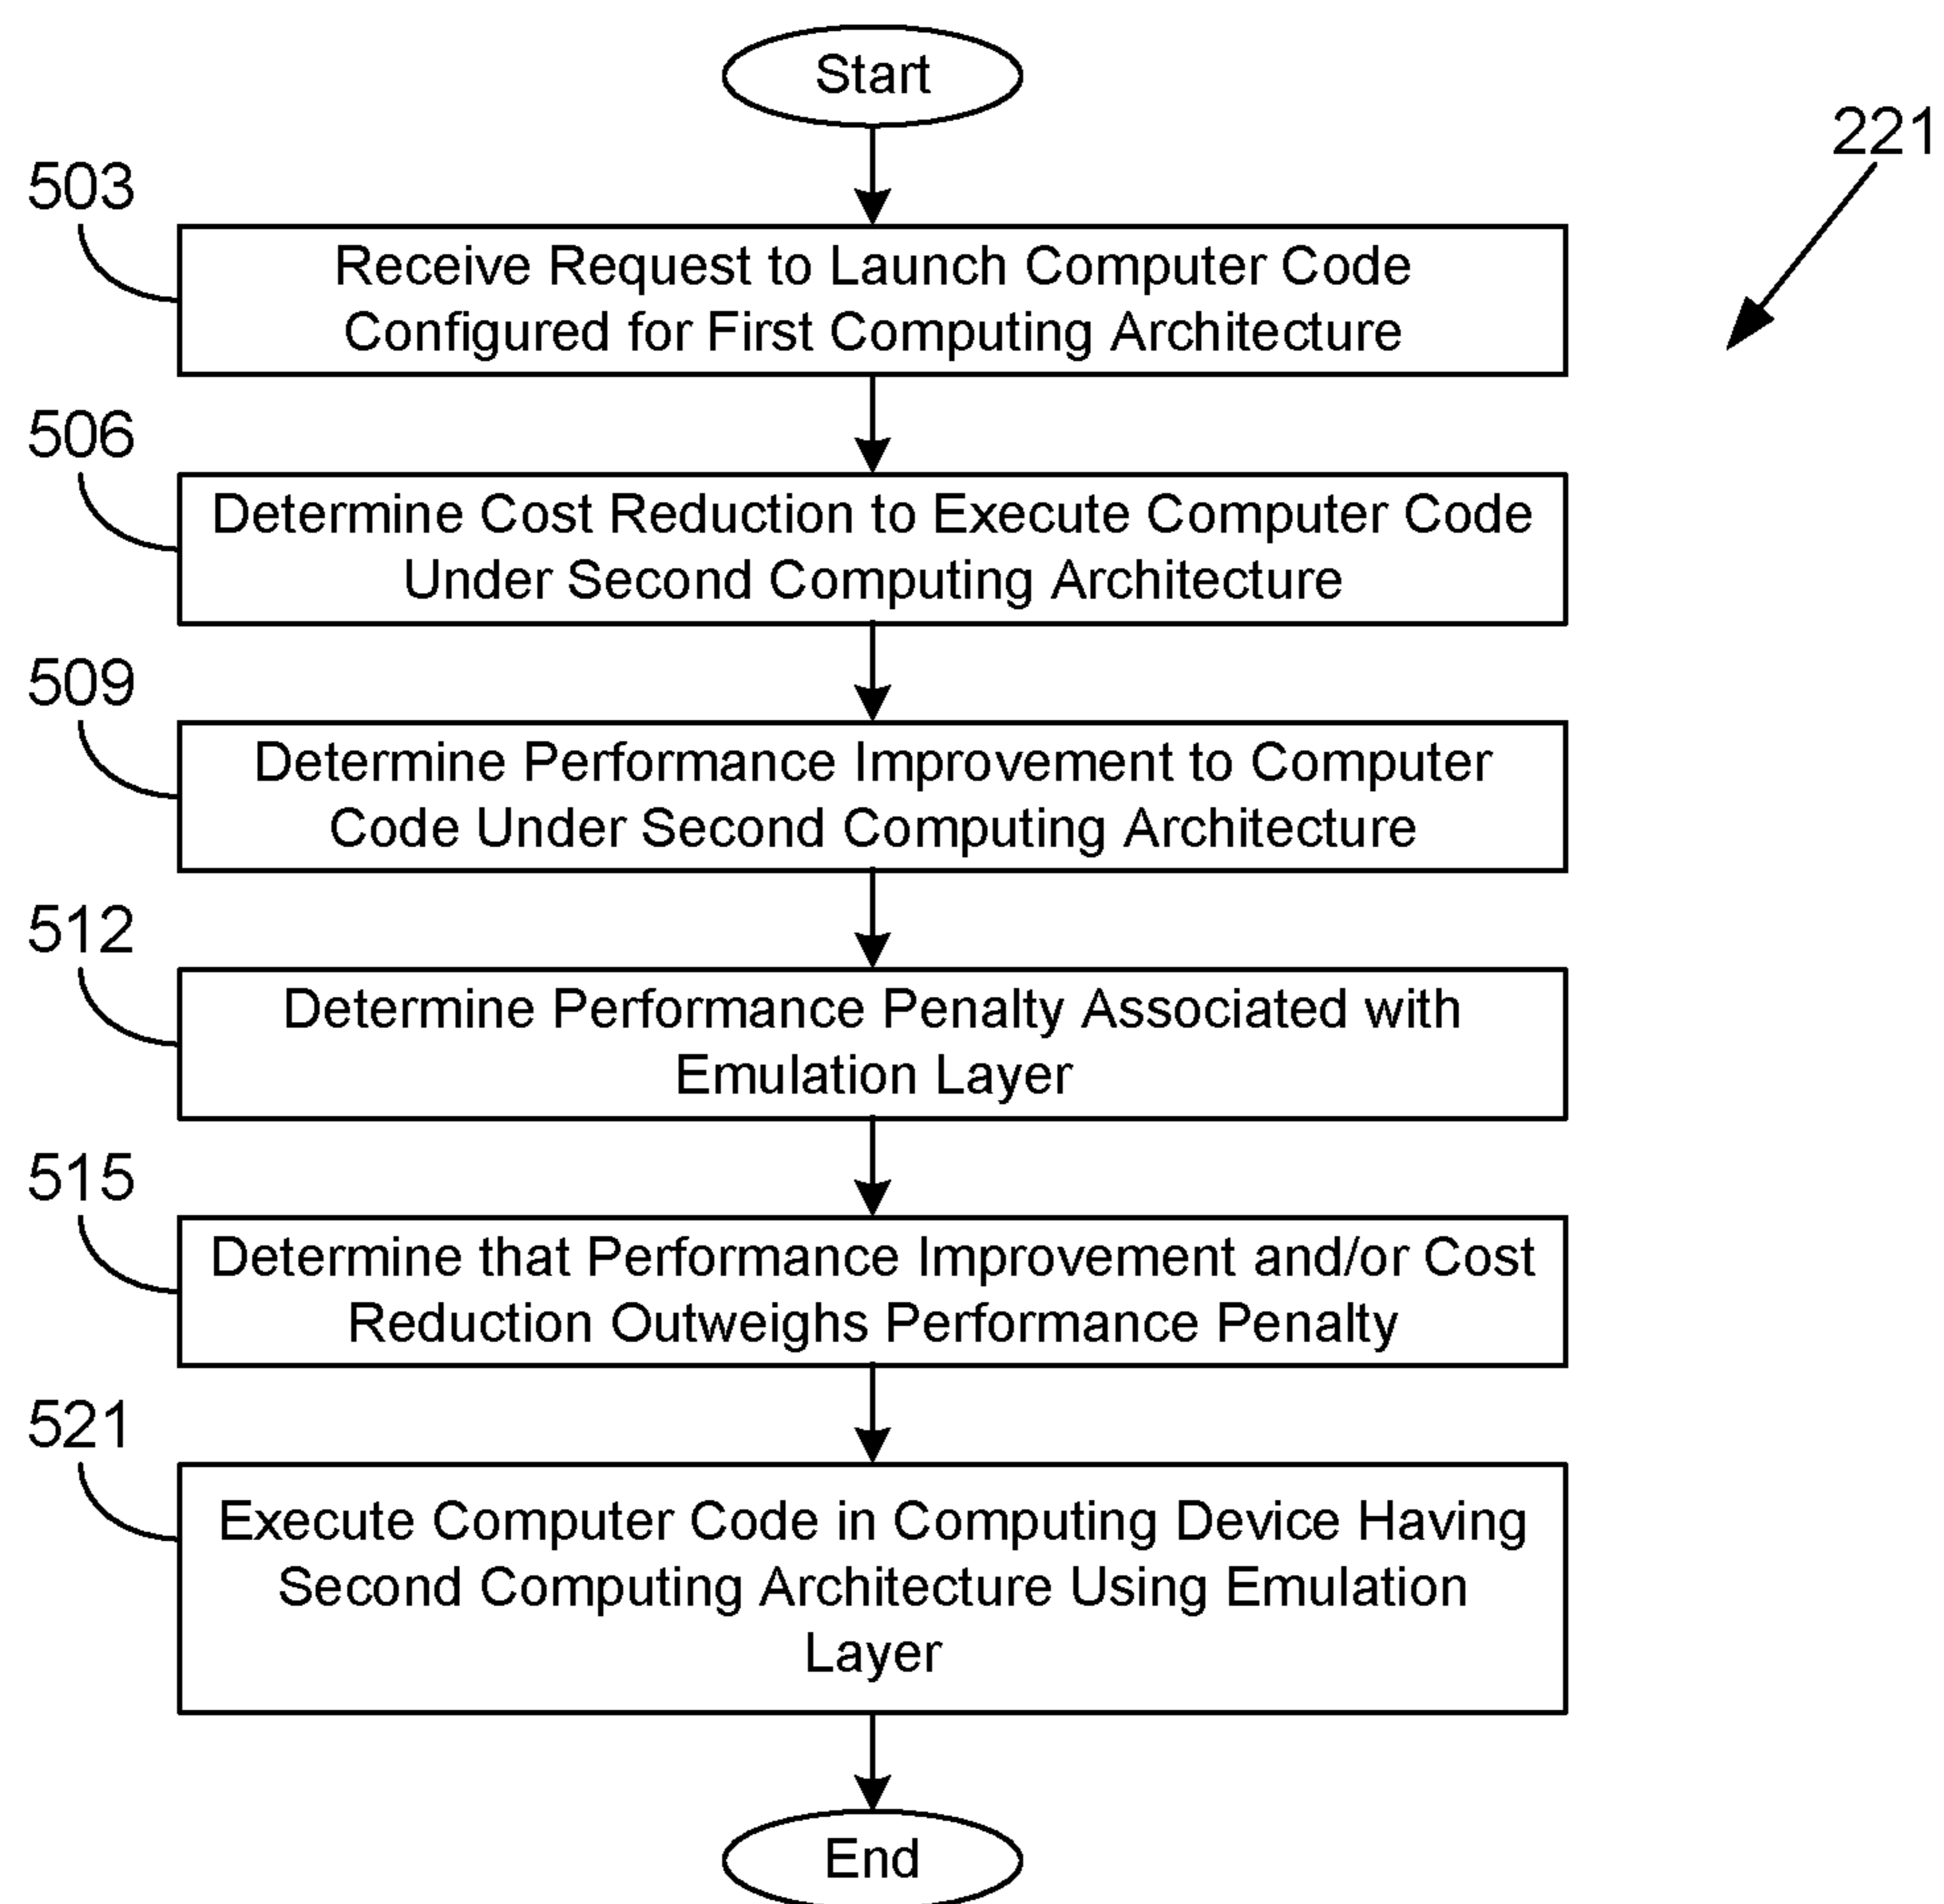 Start
221
503
Receive Request to Launch Computer Code
Configured for First Computing Architecture
506
Determine Cost Reduction to Execute Computer Code
Under Second Computing Architecture
509
Determine Performance Improvement to Computer
Code Under Second Computing Architecture
512
Determine Performance Penalty Associated with
Emulation Layer
515
Determine that Performance Improvement and/or Cost
Reduction Outweighs Performance Penalty
521
Execute Computer Code in Computing Device Having
Second Computing Architecture Using Emulation
Layer
End